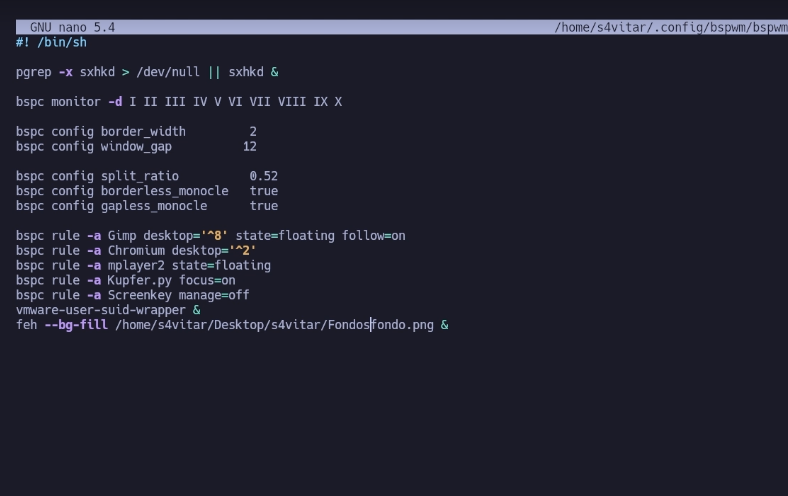 GNU nano 5.4 /home/s4vitar/.config/bspwm/bspwm
#! /bin/sh
pgrep -x sxhkd > /dev/null || sxhkd &
bspc monitor -d I II III IV V VI VII VIII IX X
bspc config border_width 2
bspc config window_gap 12
bspc config split_ratio 0.52
bspc config borderless_monocle true
bspc config gapless_monocle true
bspc rule -a Gimp desktop='^8' state=floating follow=on
bspc rule -a Chromium desktop='^2'
bspc rule -a mplayer2 state=floating
bspc rule -a Kupfer.py focus=on
bspc rule -a Screenkey manage=off
vmware-user-suid-wrapper &
feh --bg-fill /home/s4vitar/Desktop/s4vitar/Fondosfondo.png &